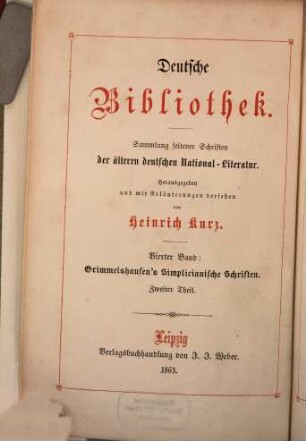 Deutsche
Bibliothek.
Sammlung seltener Schriften
der älteren deutschen National-Literatur.
Herausgegeben
und mit Erläuterungen versehen
von
Heinrich Kurz.
Vierter Band:
Grimmelshausen's Simplicianische Schriften.
Zweiter Theil.
Leipzig
Verlagsbuchhandlung von J. J. Weber.
1863.